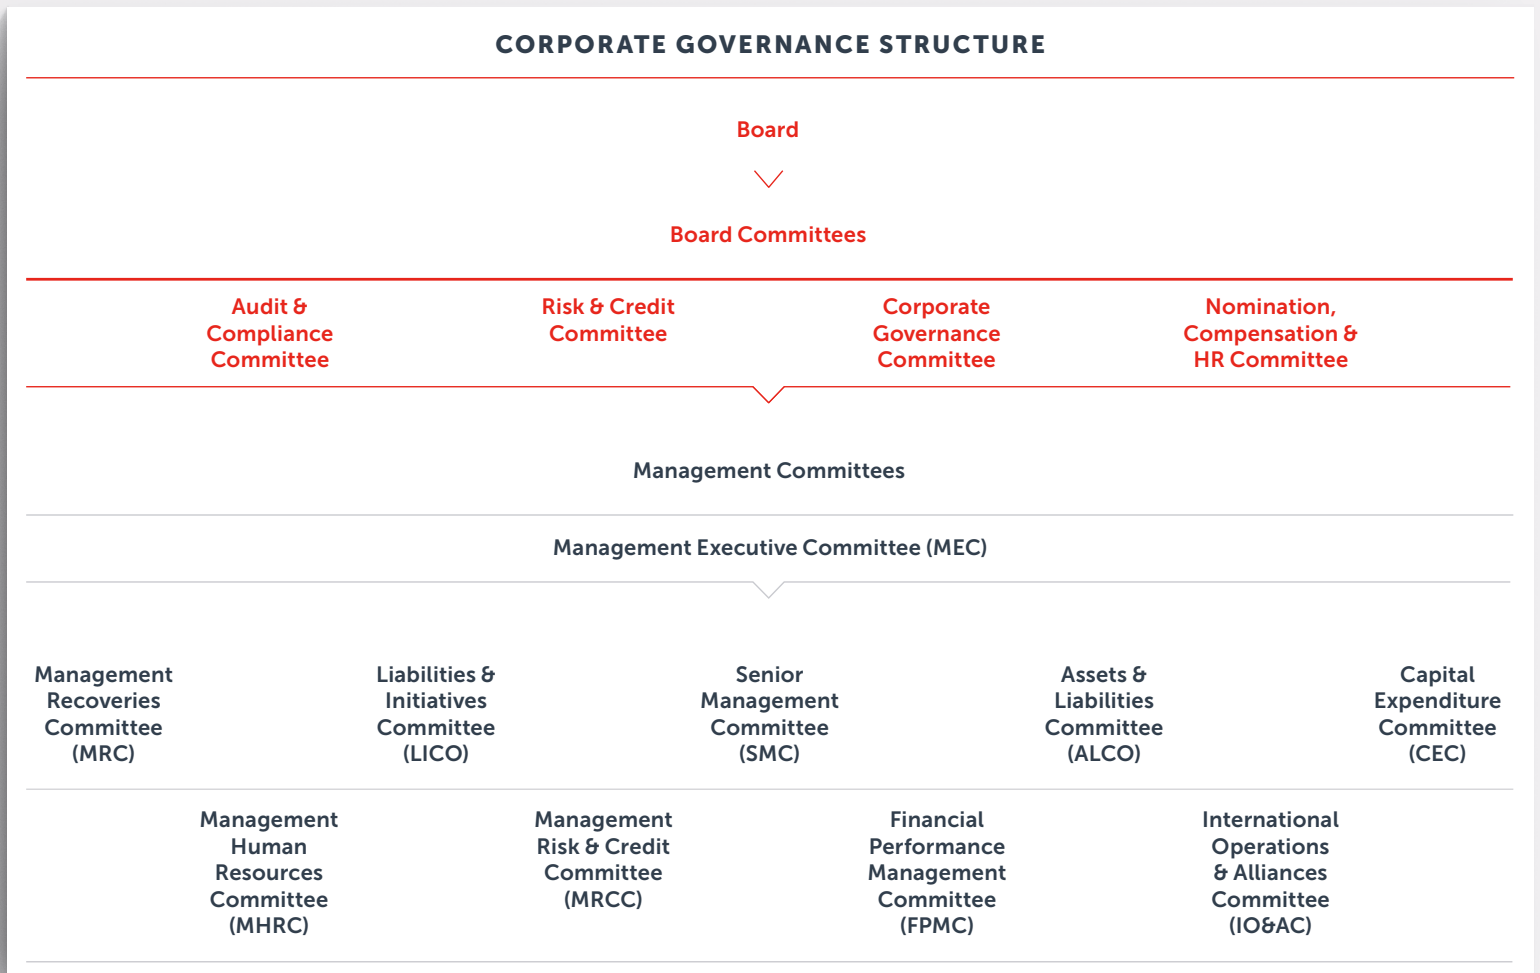 CORPORATE GOVERNANCE STRUCTURE
Board
Board Committees
Audit &
Compliance
Committee
Risk & Credit
Committee
Corporate
Governance
Committee
Nomination,
Compensation &
HR Committee
Management Committees
Management Executive Committee (MEC)
Management
Recoveries
Committee
(MRC)
Liabilities &
Initiatives
Committee
(LICO)
Senior
Management
Committee
(SMC)
Assets &
Liabilities
Committee
(ALCO)
Capital
Expenditure
Committee
(CEC)
Management
Human
Resources
Committee
(MHRC)
Management
Risk & Credit
Committee
(MRCC)
Financial
Performance
Management
Committee
(FPMC)
International
Operations
& Alliances
Committee
(IO&AC)